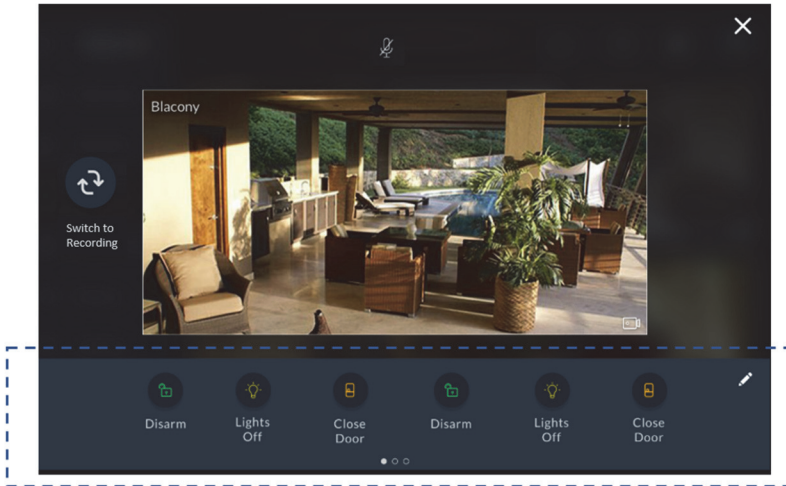 Blacony
Switch to
Recording
Disarm
Lights
Off
Close
Door
Disarm
Lights
Off
Close
Door